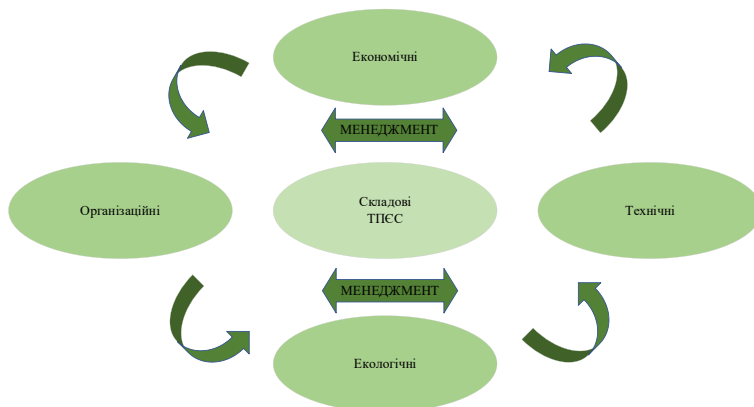 Економічні
МЕНЕДЖМЕНТ
Організаційні
Складові
ТПЄС
Технічні
МЕНЕДЖМЕНТ
Екологічні